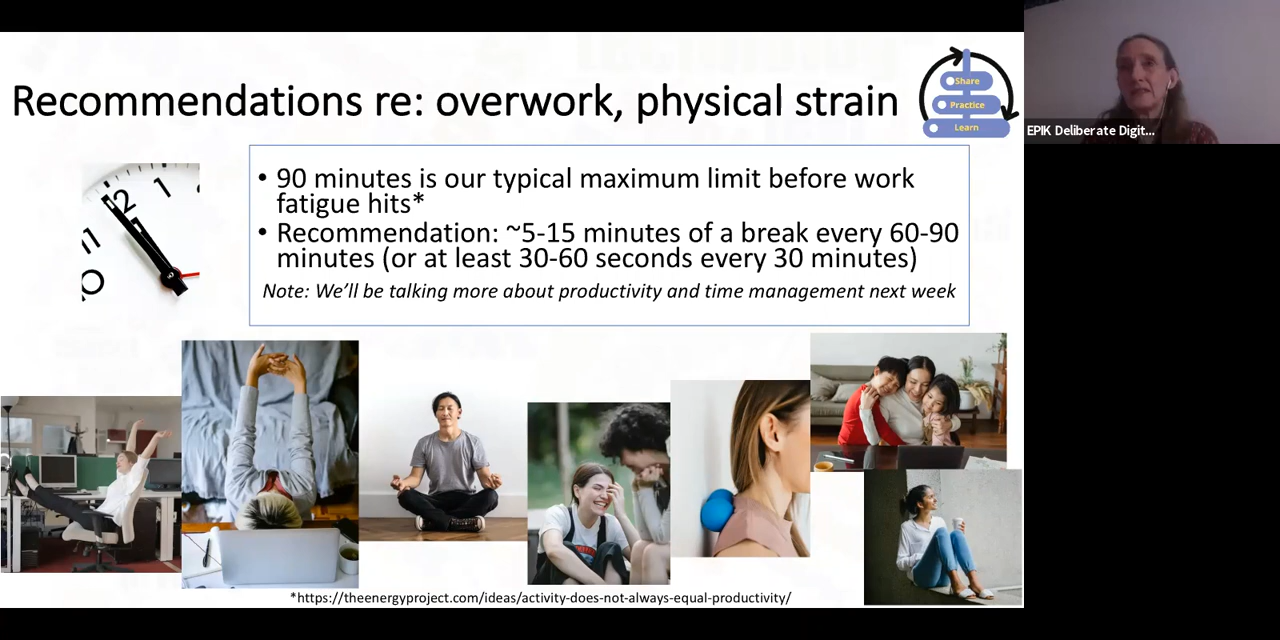 Recommendations re: overwork, physical strain
Share
Practice
Learn
EPIK Deliberate Digit...
• 90 minutes is our typical maximum limit before work
fatigue hits*
• Recommendation: ~5-15 minutes of a break every 60-90
minutes (or at least 30-60 seconds every 30 minutes)
Note: We'll be talking more about productivity and time management next week
12
1
11
*https://theenergyproject.com/ideas/activity-does-not-always-equal-productivity/